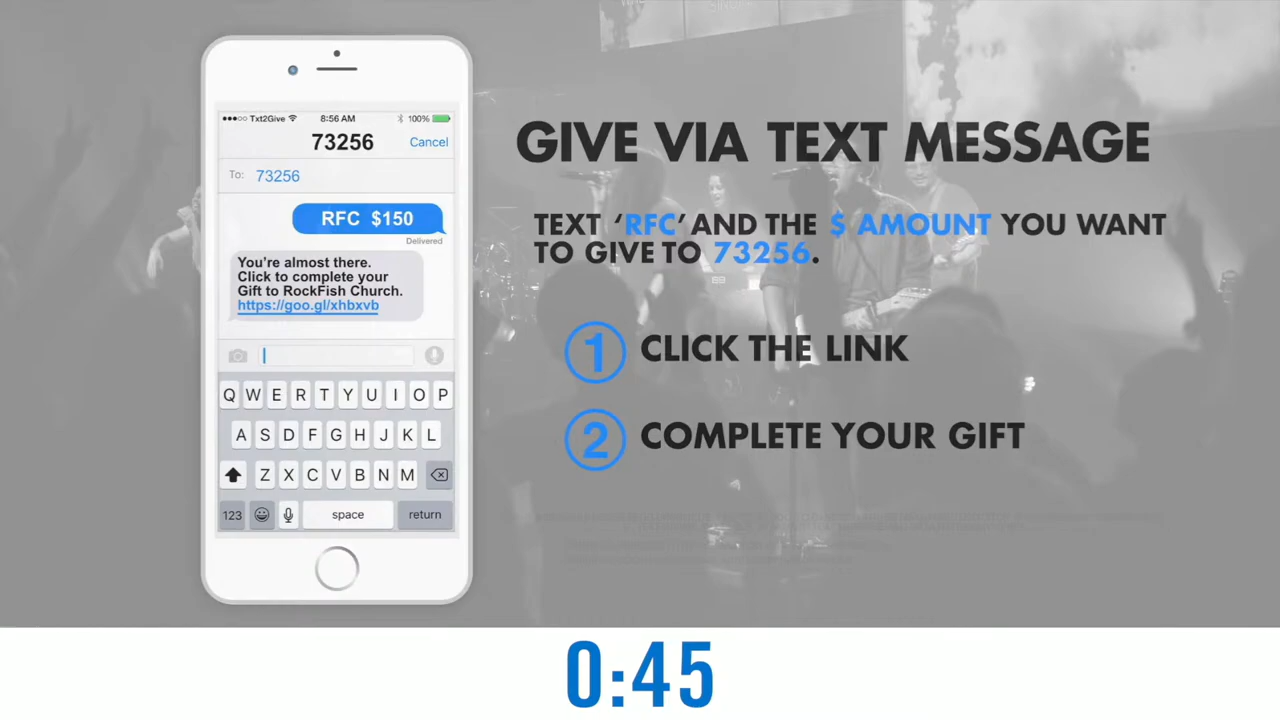 ●●●○○ Txt2Give 8:56 AM 100%
73256 Cancel
To: 73256
RFC $150
Delivered
You're almost there.
Click to complete your
Gift to RockFish Church.
https://goo.gl/xhbxvb
Q W E R T Y U I O P
A S D F G H J K L
Z X C V B N M
123 space return
GIVE VIA TEXT MESSAGE
TEXT ‘RFC’ AND THE $ AMOUNT YOU WANT
TO GIVE TO 73256.
1 CLICK THE LINK
2 COMPLETE YOUR GIFT
0:45